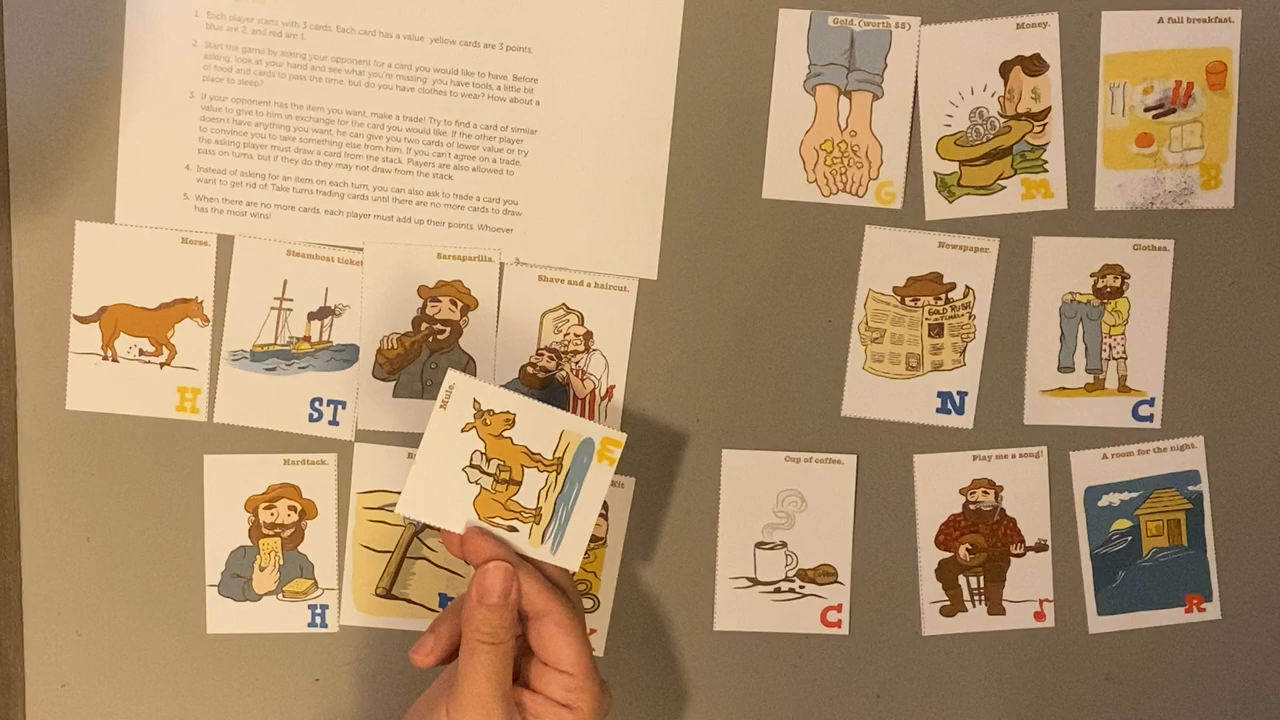 1. Each player starts with 3 cards. Each card has a value: yellow cards are 3 points,
blue are 2, and red are 1.
2. Start the game by asking your opponent for a card you would like to have. Before
asking, look at your hand and see what you're missing: you have tools, a little bit
of food and cards to pass the time, but do you have clothes to wear? How about a
place to sleep?
3. If your opponent has the item you want, make a trade! Try to find a card of similar
value to give to him in exchange for the card you would like. If the other player
doesn't have anything you want, he can give you two cards of lower value or try
to convince you to take something else from him. If you can't agree on a trade,
the asking player must draw a card from the stack. Players are also allowed to
pass on turns, but if they do they may not draw from the stack.
4. Instead of asking for an item on each turn, you can also ask to trade a card you
want to get rid of. Take turns trading cards until there are no more cards to draw
5. When there are no more cards, each player must add up their points. Whoever
has the most wins!
Gold. (worth $5)
G
Money.
M
A full breakfast.
B
Horse.
H
Steamboat ticket
ST
Sarsaparilla.
Shave and a haircut.
Newspaper.
GOLD RUSH
N
Clothes.
C
Mule.
M
Hardtack.
H
Kit
Cup of coffee.
C
Play me a song!
A room for the night.
R